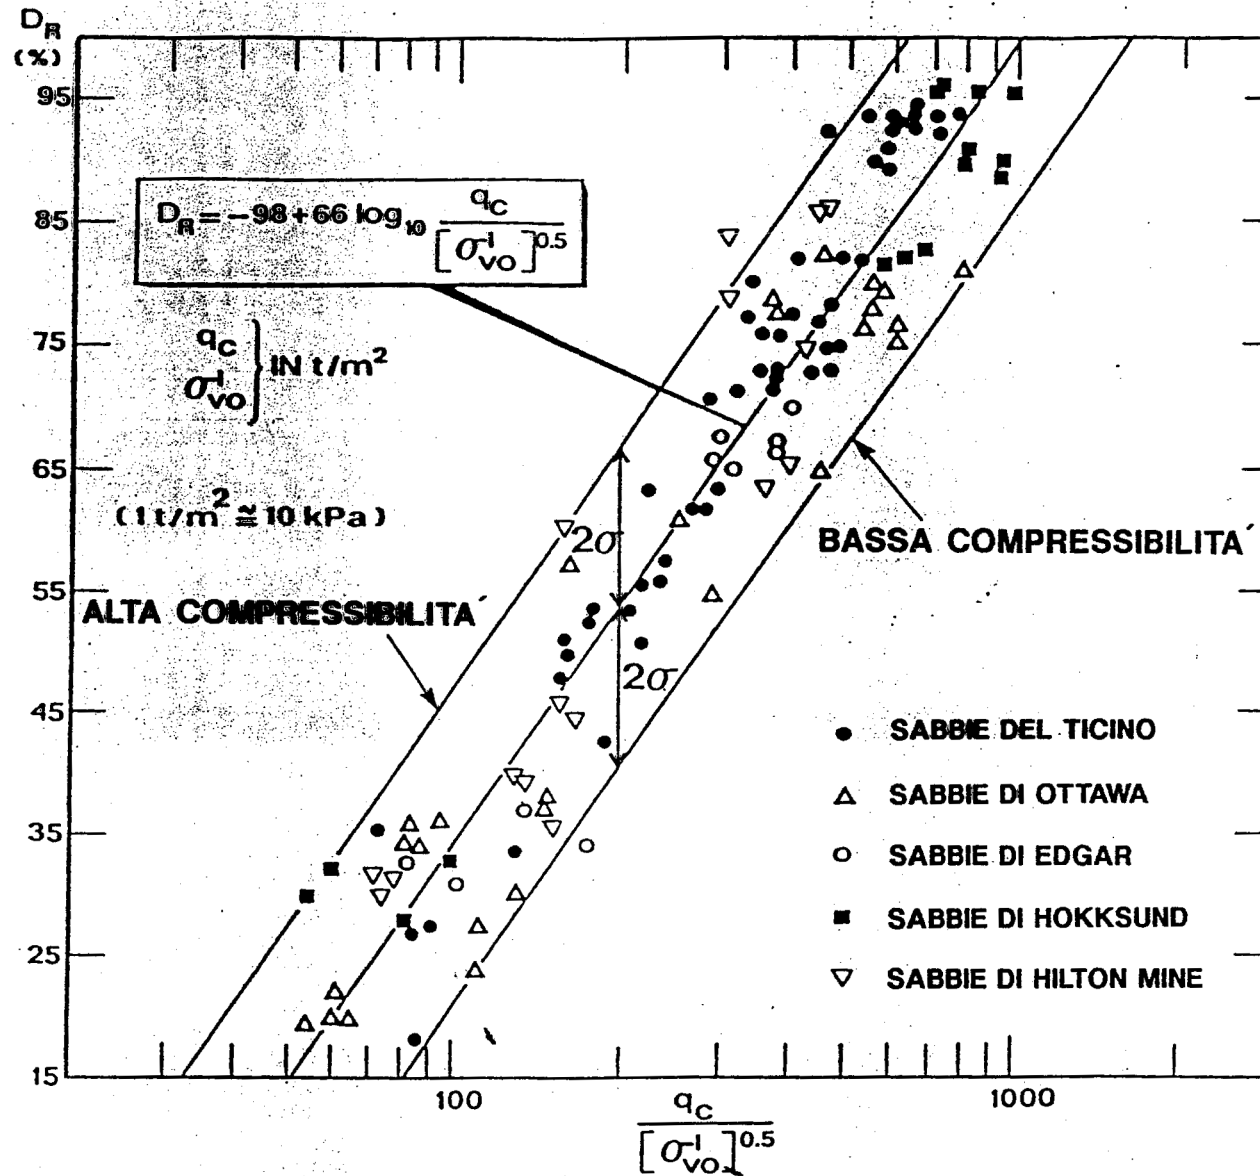 D_R
(%)
95
85
75
65
55
45
35
25
15
D_R = -98 + 66 log₁₀ q_C / [σ'_VO]^0.5
q_C
σ'_VO } IN t/m²
(1 t/m² ≅ 10 kPa)
2σ
BASSA COMPRESSIBILITA'
ALTA COMPRESSIBILITA'
2σ
SABBIE DEL TICINO
SABBIE DI OTTAWA
SABBIE DI EDGAR
SABBIE DI HOKKSUND
SABBIE DI HILTON MINE
100
1000
q_C / [σ'_VO]^0.5